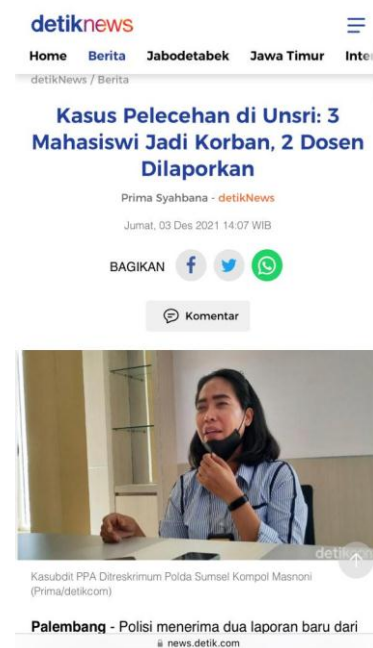 detiknews
Home Berita Jabodetabek Jawa Timur Inte
detikNews / Berita
Kasus Pelecehan di Unsri: 3
Mahasiswi Jadi Korban, 2 Dosen
Dilaporkan
Prima Syahbana - detikNews
Jumat, 03 Des 2021 14:07 WIB
BAGIKAN
Komentar
detikcom
Kasubdit PPA Ditreskrimum Polda Sumsel Kompol Masnoni
(Prima/detikcom)
Palembang - Polisi menerima dua laporan baru dari
news.detik.com